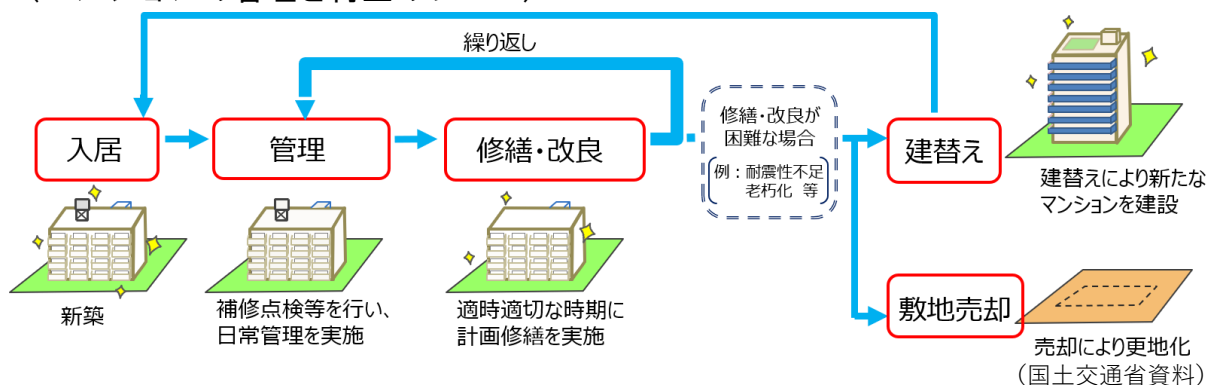 繰り返し
入居
管理
修繕・改良
修繕・改良が
困難な場合
例：耐震性不足
老朽化 等
建替え
建替えにより新たな
マンションを建設
新築
補修点検等を行い、
日常管理を実施
適時適切な時期に
計画修繕を実施
敷地売却
売却により更地化
（国土交通省資料）